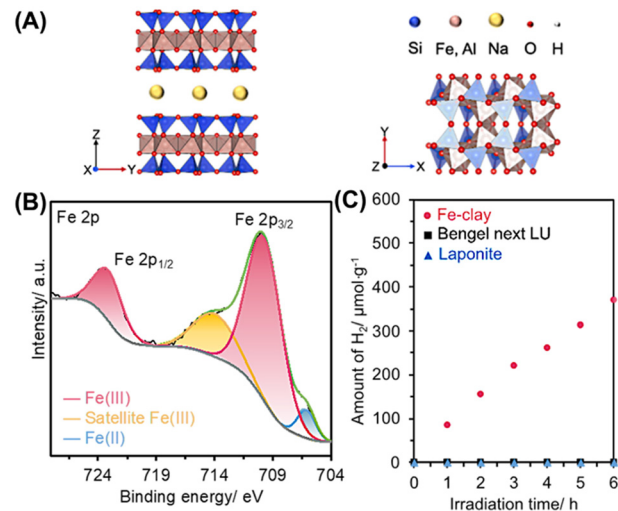 (A)
Si Fe, Al Na O H
Z
X
Y
Y
Z
X
(B)
Fe 2p
Fe 2p3/2
Fe 2p1/2
Intensity/ a.u.
Fe(III)
Satellite Fe(III)
Fe(II)
724 719 714 709 704
Binding energy/ eV
(C)
Fe-clay
Bengel next LU
Laponite
Amount of H2/ μmol·g-1
600
500
400
300
200
100
0
0 1 2 3 4 5 6
Irradiation time/ h